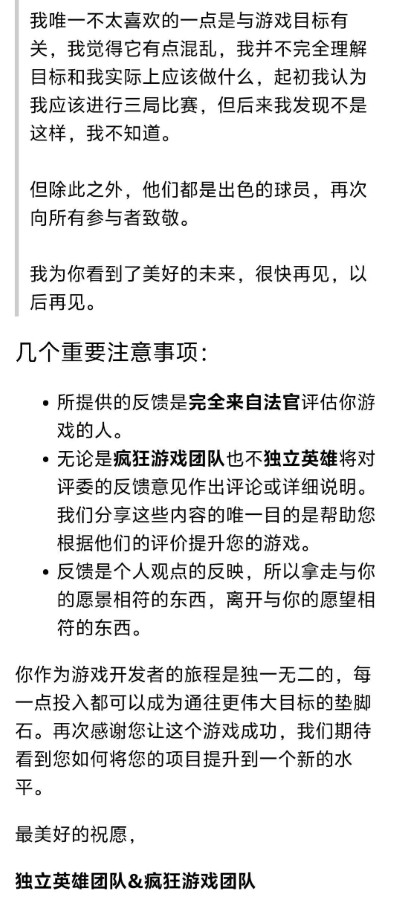 我唯一不太喜欢的一点是与游戏目标有
关，我觉得它有点混乱，我并不完全理解
目标和我实际上应该做什么，起初我认为
我应该进行三局比赛，但后来我发现不是
这样，我不知道。
但除此之外，他们都是出色的球员，再次
向所有参与者致敬。
我为你看到了美好的未来，很快再见，以
后再见。
几个重要注意事项：
• 所提供的反馈是完全来自法官评估你游
戏的人。
• 无论是疯狂游戏团队也不独立英雄将对
评委的反馈意见作出评论或详细说明。
我们分享这些内容的唯一目的是帮助您
根据他们的评价提升您的游戏。
• 反馈是个人观点的反映，所以拿走与你
的愿景相符的东西，离开与你的愿望相
符的东西。
你作为游戏开发者的旅程是独一无二的，每
一点投入都可以成为通往更伟大目标的垫脚
石。再次感谢您让这个游戏成功，我们期待
看到您如何将您的项目提升到一个新的水
平。
最美好的祝愿，
独立英雄团队&疯狂游戏团队